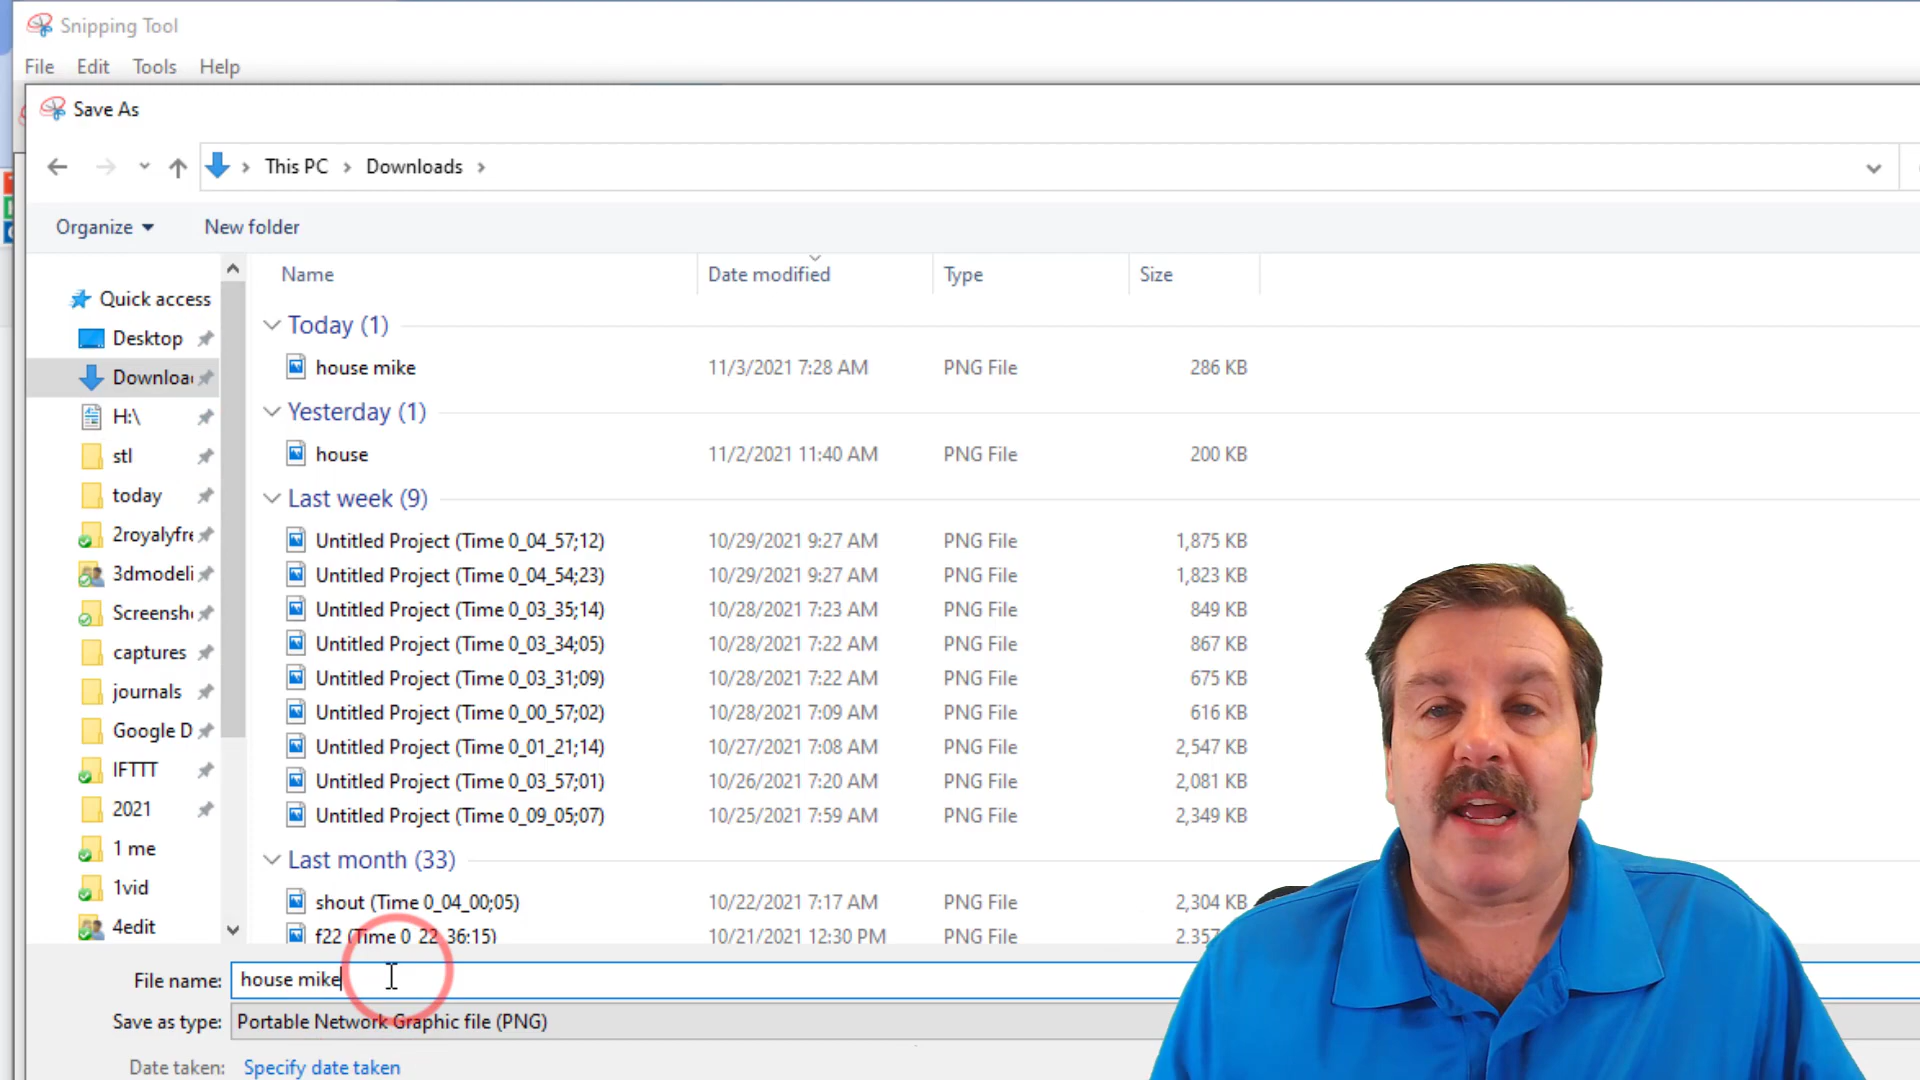 Snipping Tool
File Edit Tools Help
Save As
This PC > Downloads >
Organize New folder
Name Date modified Type Size
Quick access
Desktop
Downloa
H:\
stl
today
2royalyfre
3dmodeli
Screensh
captures
journals
Google D
IFTTT
2021
1 me
1vid
4edit
Today (1)
house mike 11/3/2021 7:28 AM PNG File 286 KB
Yesterday (1)
house 11/2/2021 11:40 AM PNG File 200 KB
Last week (9)
Untitled Project (Time 0_04_57;12) 10/29/2021 9:27 AM PNG File 1,875 KB
Untitled Project (Time 0_04_54;23) 10/29/2021 9:27 AM PNG File 1,823 KB
Untitled Project (Time 0_03_35;14) 10/28/2021 7:23 AM PNG File 849 KB
Untitled Project (Time 0_03_34;05) 10/28/2021 7:22 AM PNG File 867 KB
Untitled Project (Time 0_03_31;09) 10/28/2021 7:22 AM PNG File 675 KB
Untitled Project (Time 0_00_57;02) 10/28/2021 7:09 AM PNG File 616 KB
Untitled Project (Time 0_01_21;14) 10/27/2021 7:08 AM PNG File 2,547 KB
Untitled Project (Time 0_03_57;01) 10/26/2021 7:20 AM PNG File 2,081 KB
Untitled Project (Time 0_09_05;07) 10/25/2021 7:59 AM PNG File 2,349 KB
Last month (33)
shout (Time 0_04_00;05) 10/22/2021 7:17 AM PNG File 2,304 KB
f22 (Time 0_22_36;15) 10/21/2021 12:30 PM PNG File 2,357
File name: house mike
Save as type: Portable Network Graphic file (PNG)
Date taken: Specify date taken